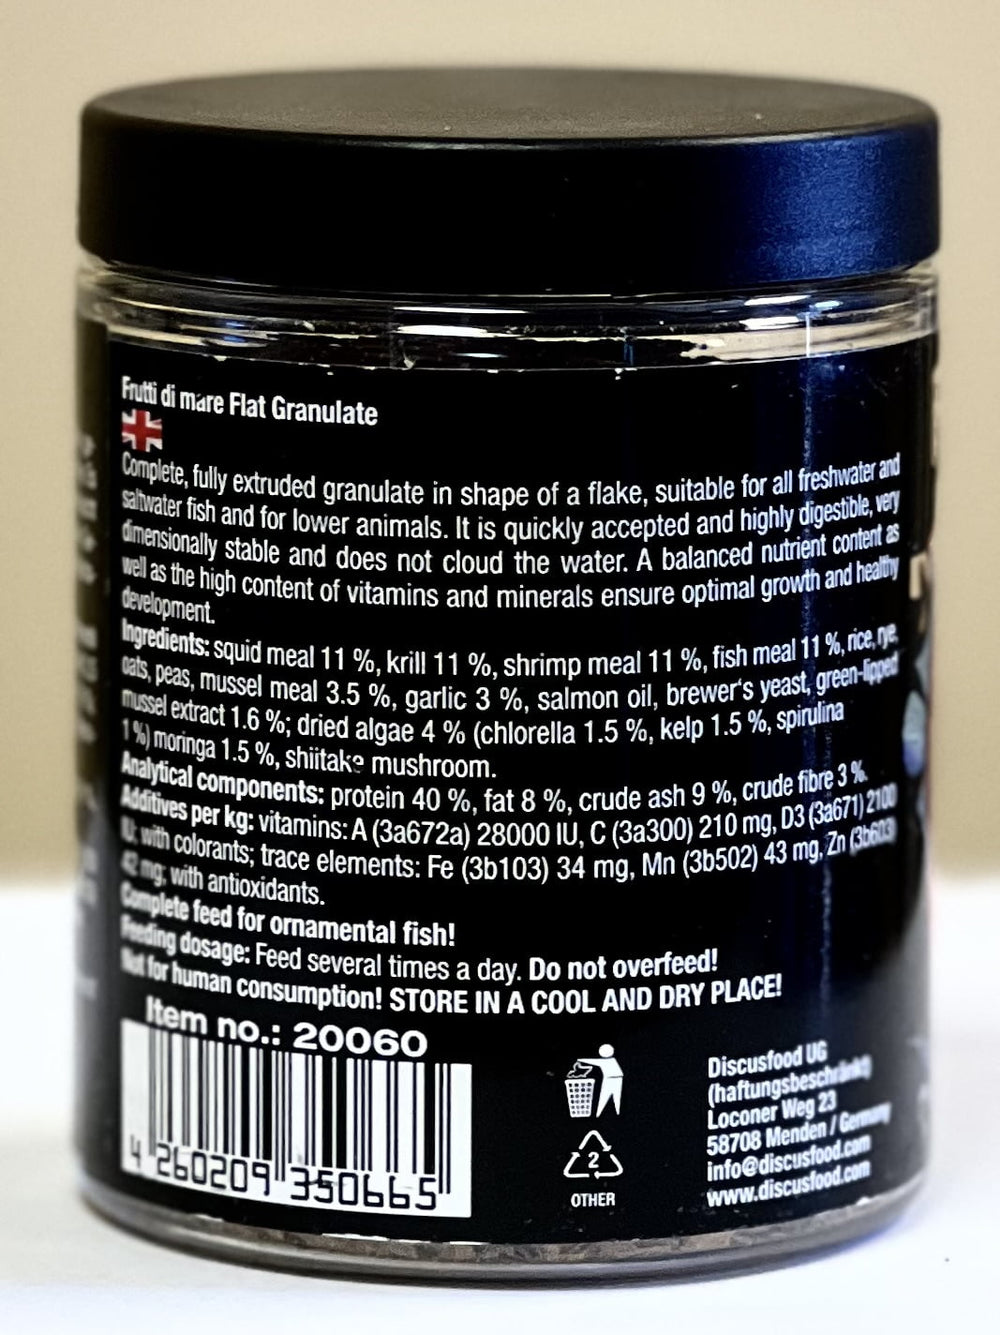 Frutti di mare Flat Granulate
Complete, fully extruded granulate in shape of a flake, suitable for all freshwater and
saltwater fish and for lower animals. It is quickly accepted and highly digestible, very
dimensionally stable and does not cloud the water. A balanced nutrient content as
well as the high content of vitamins and minerals ensure optimal growth and healthy
development.
Ingredients: squid meal 11 %, krill 11 %, shrimp meal 11 %, fish meal 11 %, rice, rye,
oats, peas, mussel meal 3.5 %, garlic 3 %, salmon oil, brewer's yeast, green-lipped
mussel extract 1.6 %; dried algae 4 % (chlorella 1.5 %, kelp 1.5 %, spirulina
1 %) moringa 1.5 %, shiitake mushroom.
Analytical components: protein 40 %, fat 8 %, crude ash 9 %, crude fibre 3 %.
Additives per kg: vitamins: A (3a672a) 28000 IU, C (3a300) 210 mg, D3 (3a671) 2100
IU; with colorants; trace elements: Fe (3b103) 34 mg, Mn (3b502) 43 mg, Zn (3b603)
42 mg; with antioxidants.
Complete feed for ornamental fish!
Feeding dosage: Feed several times a day. Do not overfeed!
Not for human consumption! STORE IN A COOL AND DRY PLACE!
Item no.: 20060
4 260209 350665
2
OTHER
Discusfood UG
(haftungsbeschränkt)
Loconer Weg 23
58708 Menden / Germany
info@discusfood.com
www.discusfood.com